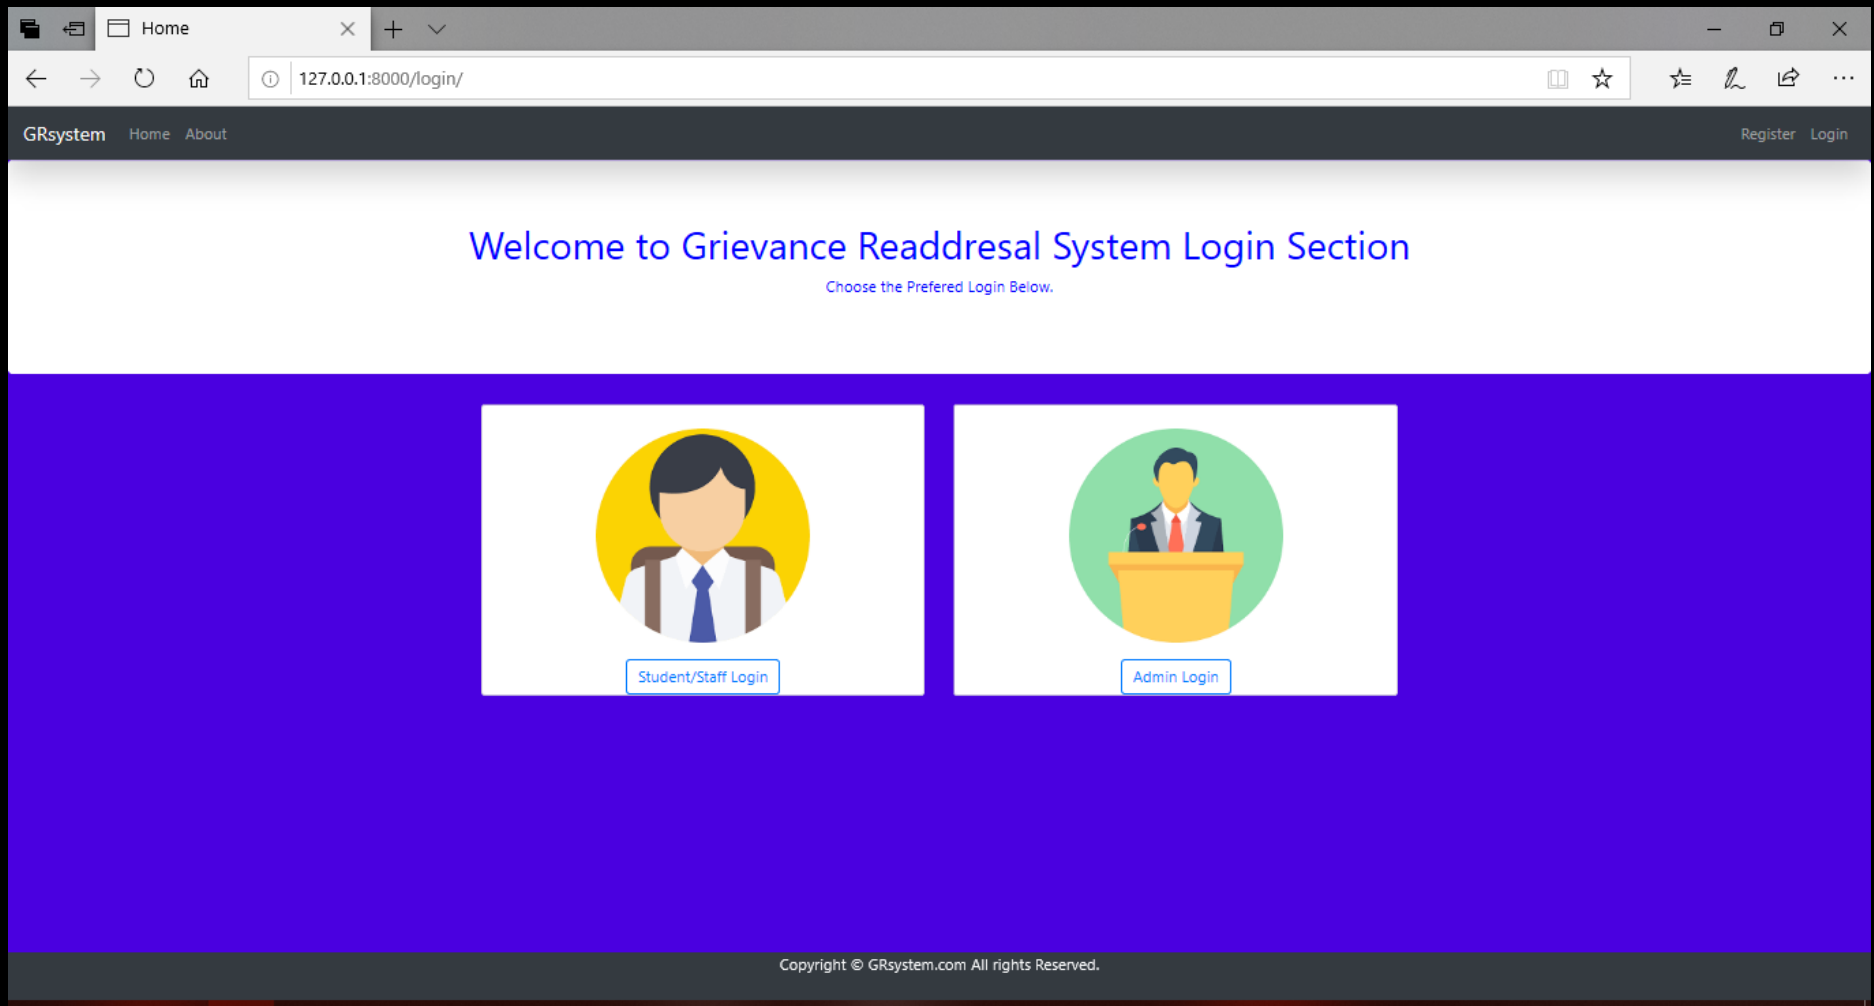 Home
127.0.0.1:8000/login/
GRsystem Home About Register Login
Welcome to Grievance Readdresal System Login Section
Choose the Prefered Login Below.
Student/Staff Login Admin Login
Copyright © GRsystem.com All rights Reserved.